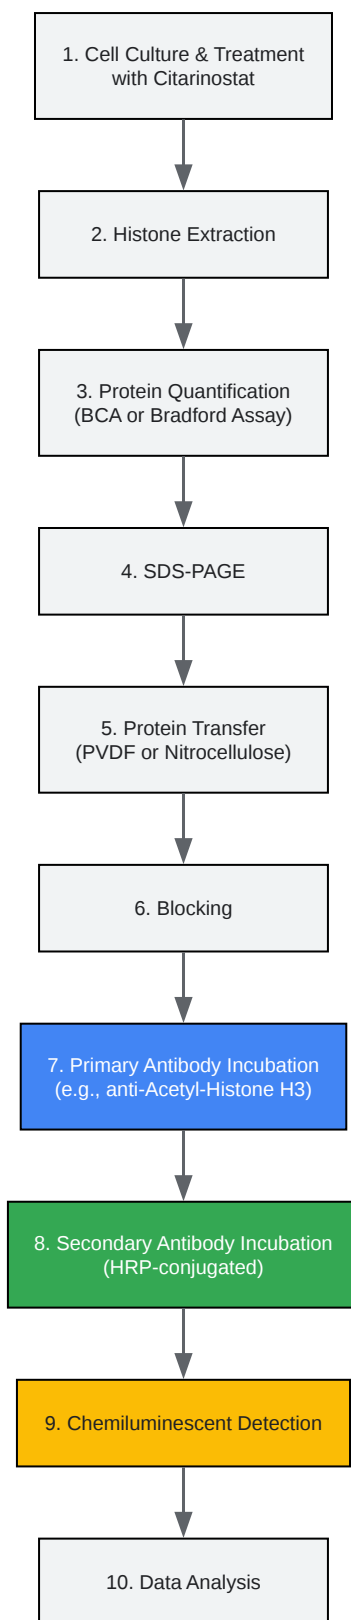 1. Cell Culture & Treatment
with Citarinostat
2. Histone Extraction
3. Protein Quantification
(BCA or Bradford Assay)
4. SDS-PAGE
5. Protein Transfer
(PVDF or Nitrocellulose)
6. Blocking
7. Primary Antibody Incubation
(e.g., anti-Acetyl-Histone H3)
8. Secondary Antibody Incubation
(HRP-conjugated)
9. Chemiluminescent Detection
10. Data Analysis